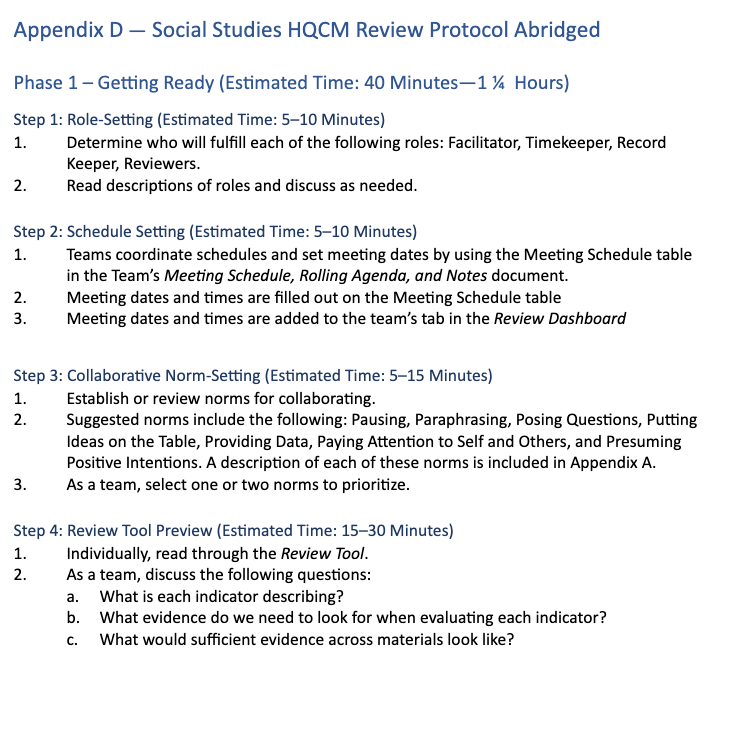 Appendix D — Social Studies HQCM Review Protocol Abridged
Phase 1 – Getting Ready (Estimated Time: 40 Minutes—1 ¼ Hours)
Step 1: Role-Setting (Estimated Time: 5–10 Minutes)
1. Determine who will fulfill each of the following roles: Facilitator, Timekeeper, Record
Keeper, Reviewers.
2. Read descriptions of roles and discuss as needed.
Step 2: Schedule Setting (Estimated Time: 5–10 Minutes)
1. Teams coordinate schedules and set meeting dates by using the Meeting Schedule table
in the Team’s Meeting Schedule, Rolling Agenda, and Notes document.
2. Meeting dates and times are filled out on the Meeting Schedule table
3. Meeting dates and times are added to the team’s tab in the Review Dashboard
Step 3: Collaborative Norm-Setting (Estimated Time: 5–15 Minutes)
1. Establish or review norms for collaborating.
2. Suggested norms include the following: Pausing, Paraphrasing, Posing Questions, Putting
Ideas on the Table, Providing Data, Paying Attention to Self and Others, and Presuming
Positive Intentions. A description of each of these norms is included in Appendix A.
3. As a team, select one or two norms to prioritize.
Step 4: Review Tool Preview (Estimated Time: 15–30 Minutes)
1. Individually, read through the Review Tool.
2. As a team, discuss the following questions:
a. What is each indicator describing?
b. What evidence do we need to look for when evaluating each indicator?
c. What would sufficient evidence across materials look like?